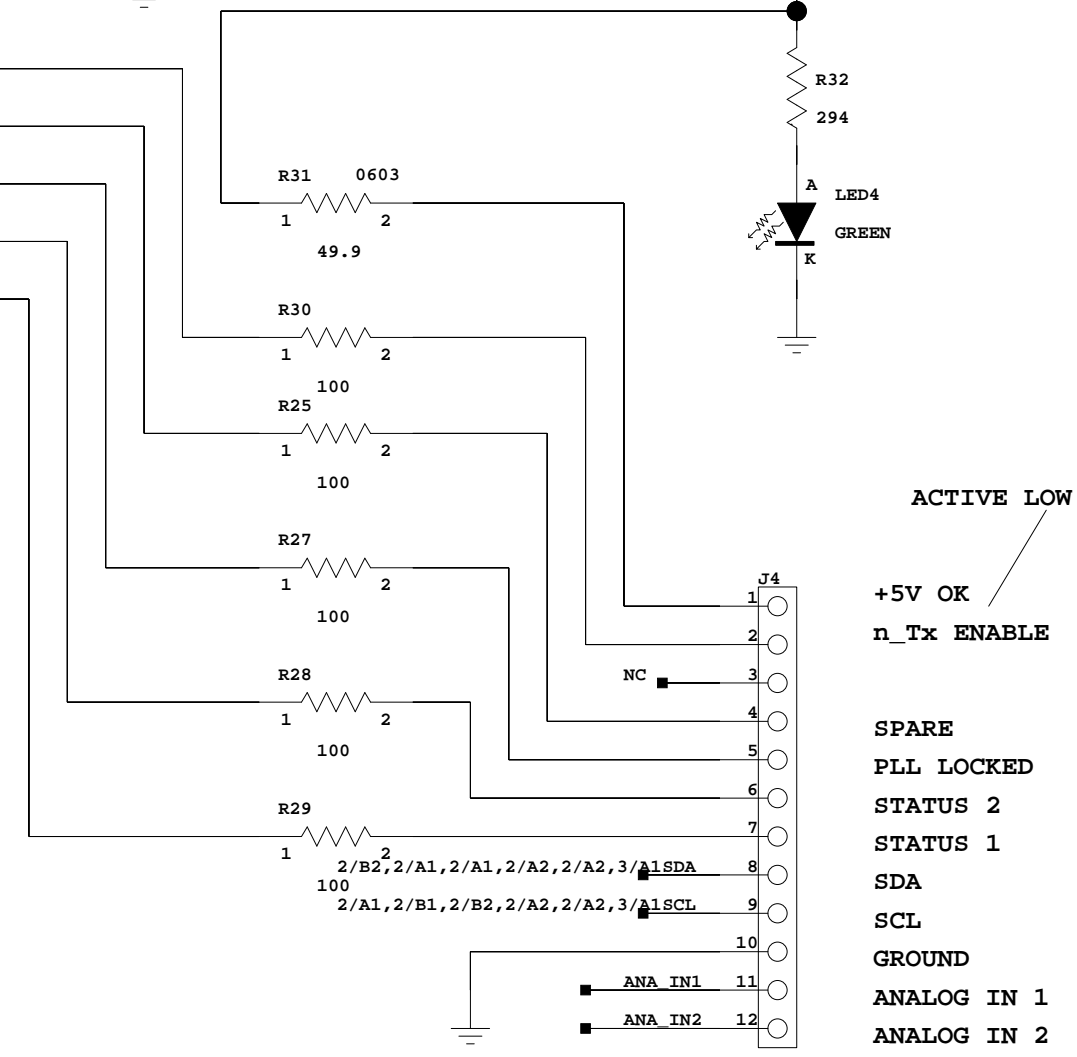 R32
294
R31 0603
1 2
49.9
A
LED4
GREEN
K
R30
1 2
100
R25
1 2
100
ACTIVE LOW
R27
1 2
100
J4
1 +5V OK
2 n_Tx ENABLE
NC 3
R28
1 2
100
4 SPARE
5 PLL LOCKED
6 STATUS 2
R29
1 2
100
7 STATUS 1
2/B2,2/A1,2/A1,2/A2,2/A2,3/A1SDA 8 SDA
2/A1,2/B1,2/B2,2/A2,2/A2,3/A1SCL 9 SCL
10 GROUND
ANA_IN1 11 ANALOG IN 1
ANA_IN2 12 ANALOG IN 2